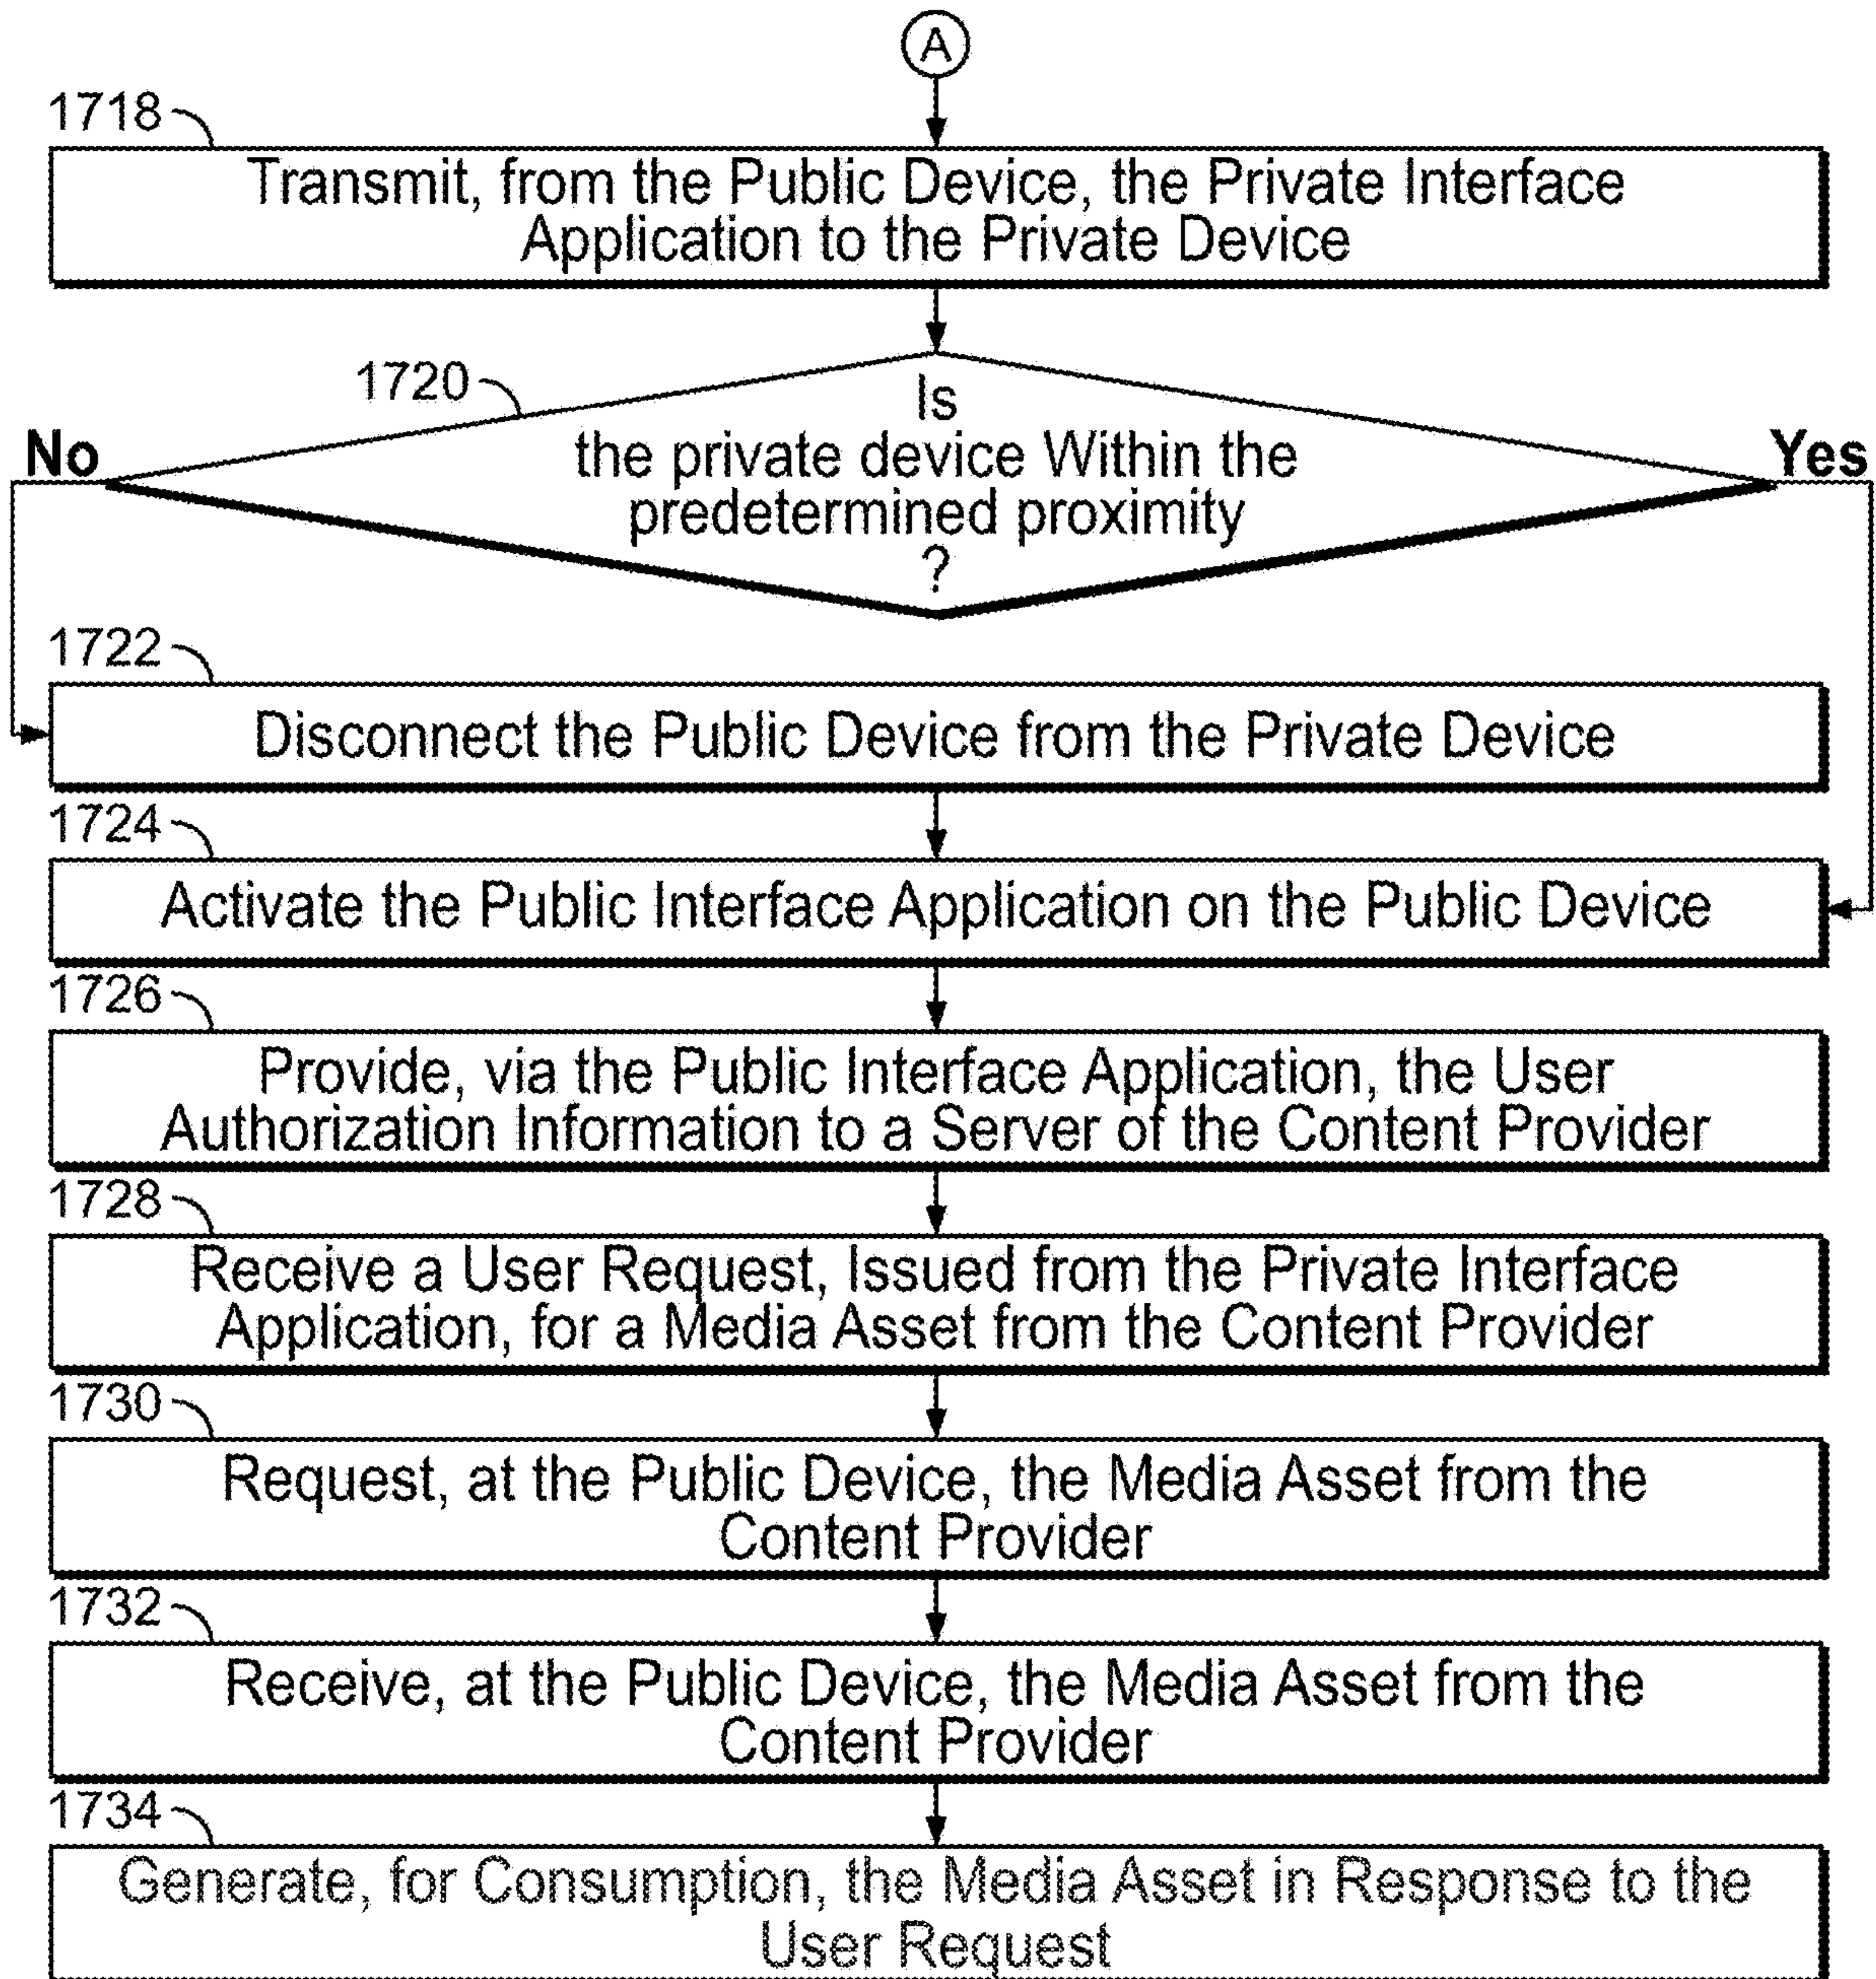 A
1718
Transmit, from the Public Device, the Private Interface
Application to the Private Device
1720
Is
the private device Within the
predetermined proximity
?
No
Yes
1722
Disconnect the Public Device from the Private Device
1724
Activate the Public Interface Application on the Public Device
1726
Provide, via the Public Interface Application, the User
Authorization Information to a Server of the Content Provider
1728
Receive a User Request, Issued from the Private Interface
Application, for a Media Asset from the Content Provider
1730
Request, at the Public Device, the Media Asset from the
Content Provider
1732
Receive, at the Public Device, the Media Asset from the
Content Provider
1734
Generate, for Consumption, the Media Asset in Response to the
User Request